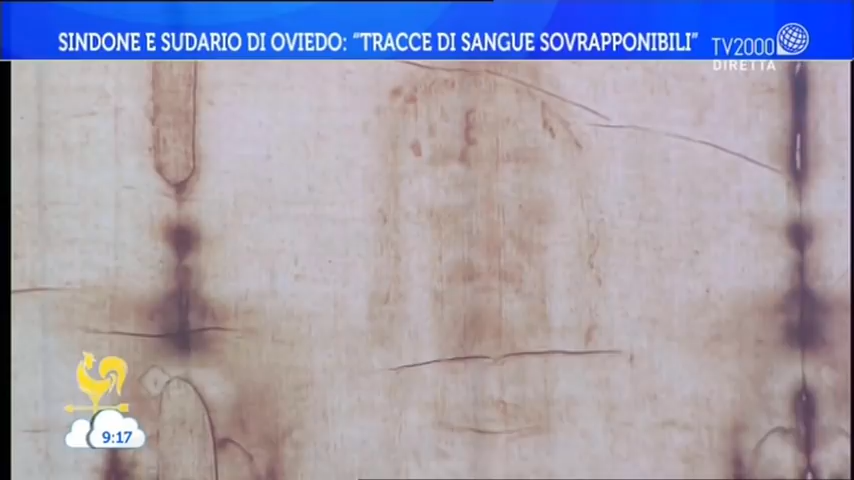 SINDONE E SUDARIO DI OVIEDO: “TRACCE DI SANGUE SOVRAPPONIBILI”
TV2000
DIRETTA
9:17